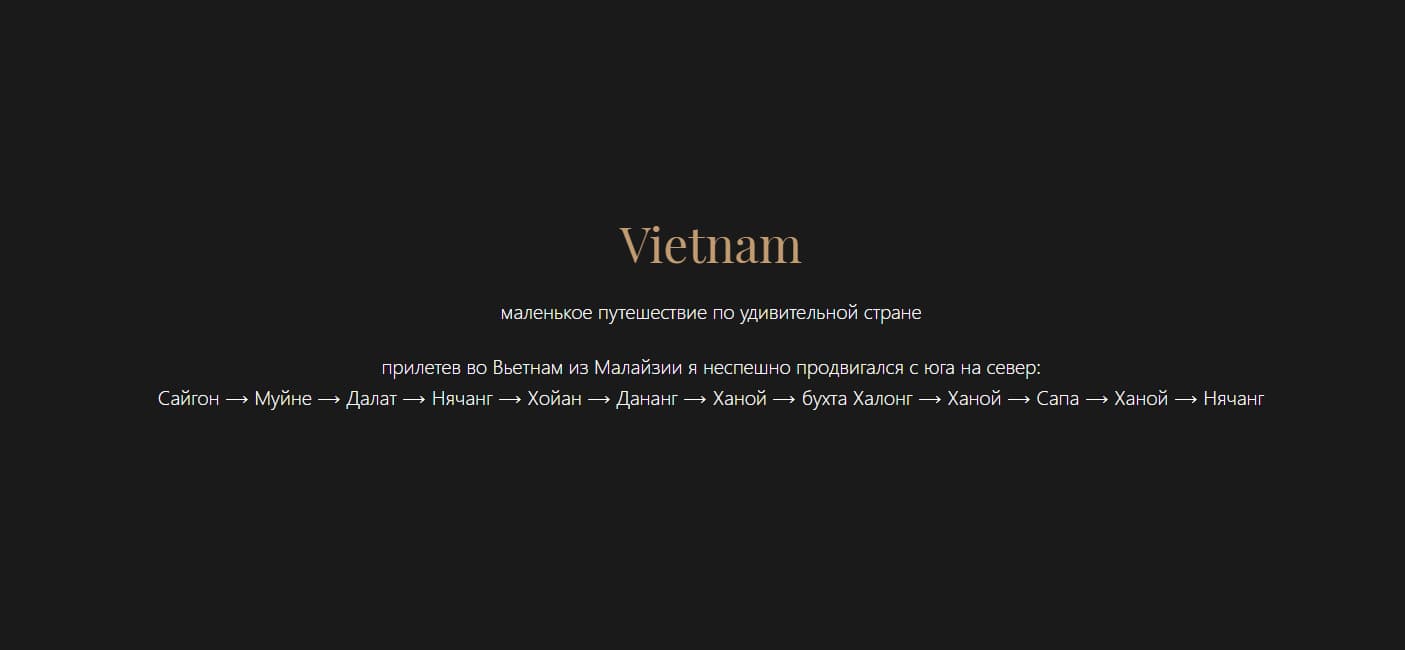 Vietnam
маленькое путешествие по удивительной стране
прилетев во Вьетнам из Малайзии я неспешно продвигался с юга на север:
Сайгон ⟶ Муйне ⟶ Далат ⟶ Нячанг ⟶ Хойан ⟶ Дананг ⟶ Ханой ⟶ бухта Халонг ⟶ Ханой ⟶ Сапа ⟶ Ханой ⟶ Нячанг